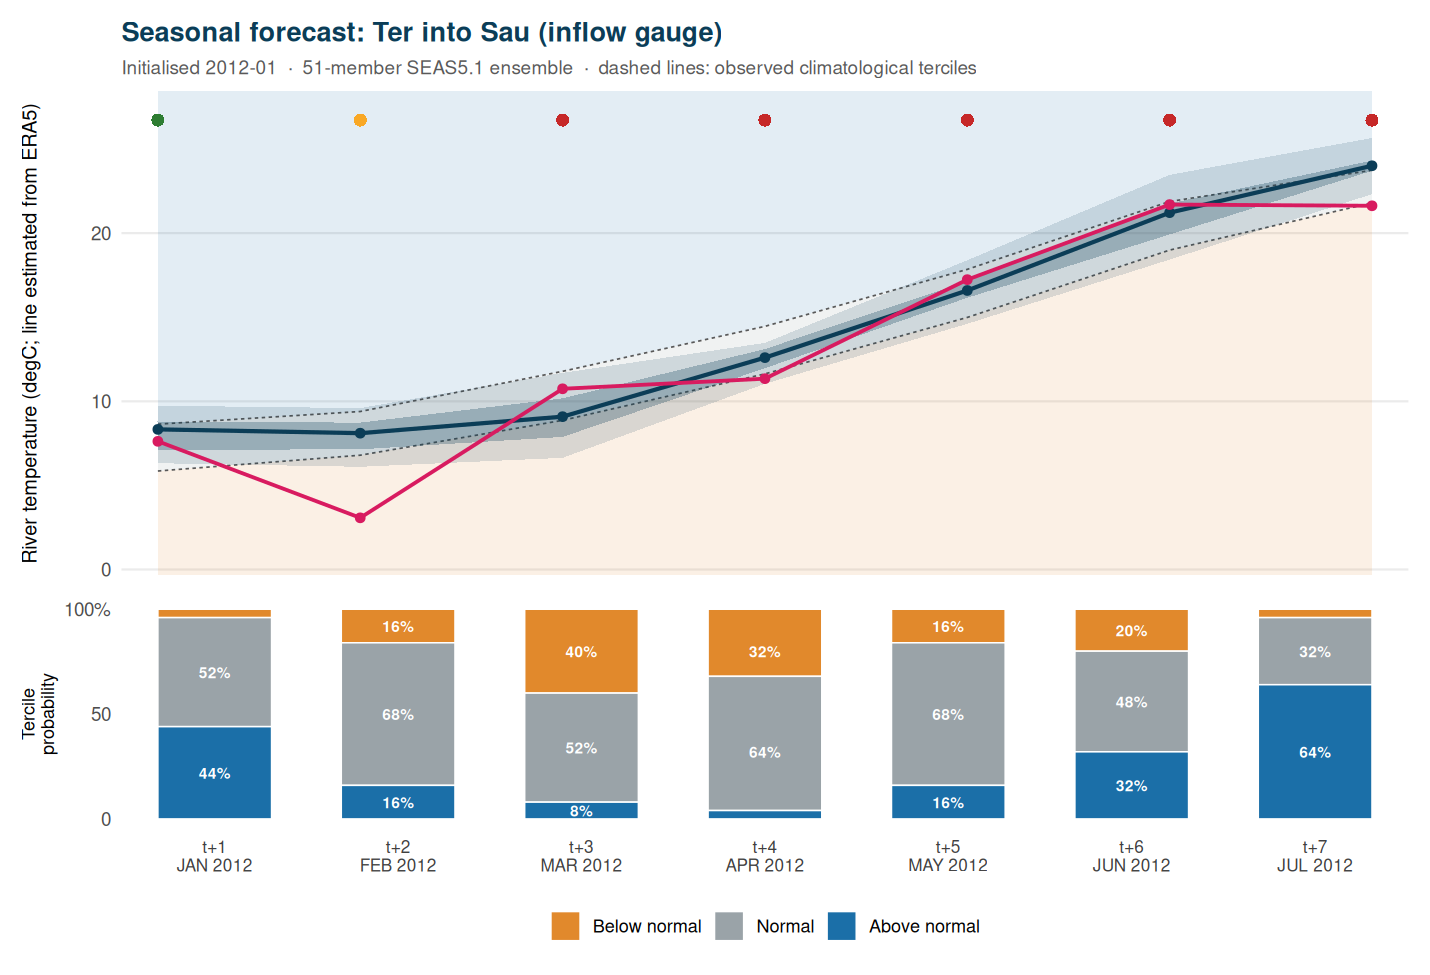 Seasonal forecast: Ter into Sau (inflow gauge)
Initialised 2012-01 · 51-member SEAS5.1 ensemble · dashed lines: observed climatological terciles
River temperature (degC; line estimated from ERA5)
20
10
0
Tercile
probability
100%
50
0
52%
44%
16%
68%
16%
40%
52%
8%
32%
64%
16%
68%
16%
20%
48%
32%
32%
64%
t+1
JAN 2012
t+2
FEB 2012
t+3
MAR 2012
t+4
APR 2012
t+5
MAY 2012
t+6
JUN 2012
t+7
JUL 2012
Below normal
Normal
Above normal